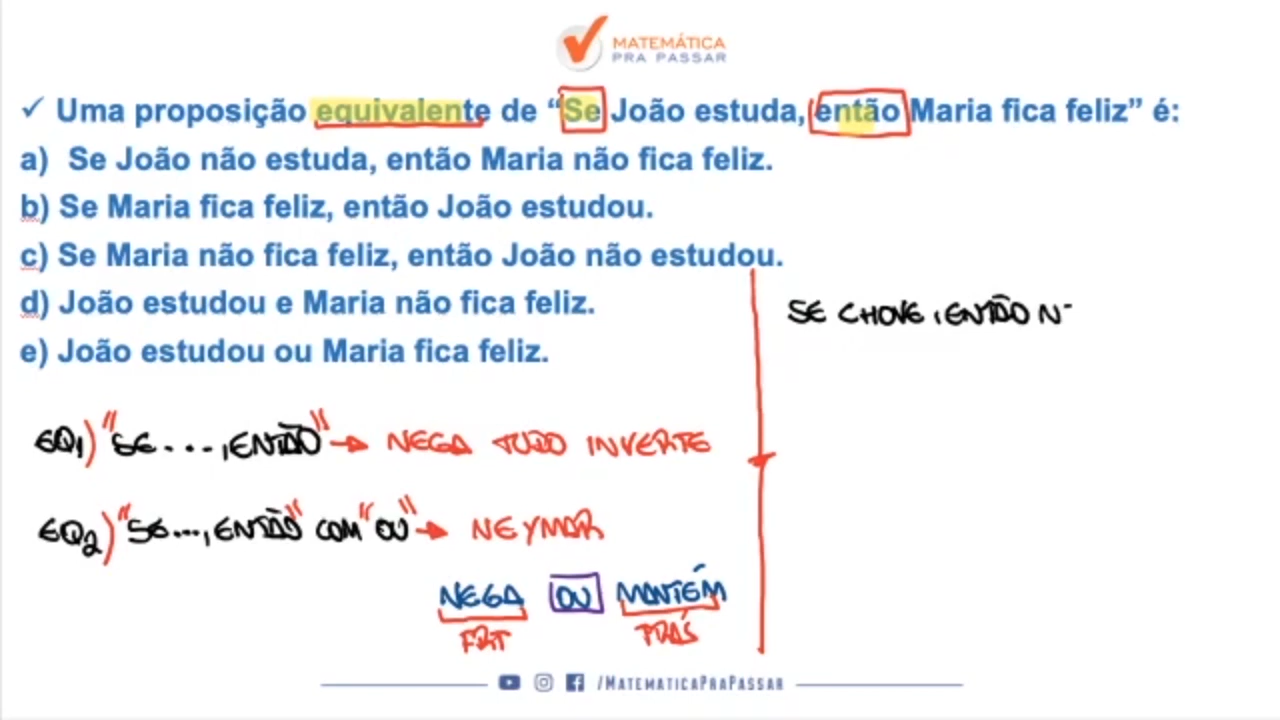 MATEMÁTICA
PRA PASSAR
✓ Uma proposição equivalente de “Se João estuda, então Maria fica feliz” é:
a) Se João não estuda, então Maria não fica feliz.
b) Se Maria fica feliz, então João estudou.
c) Se Maria não fica feliz, então João não estudou.
d) João estudou e Maria não fica feliz.
e) João estudou ou Maria fica feliz.
SE CHOVE, ENTÃO N
EQ1) "SE...,ENTÃO" → NEGA TUDO INVERTE
EQ2) "SE...,ENTÃO" COM "OU" → NEYMAR
NEGA OU MANTÉM
FRT TRÁS
/MATEMATICAPRAPASSAR